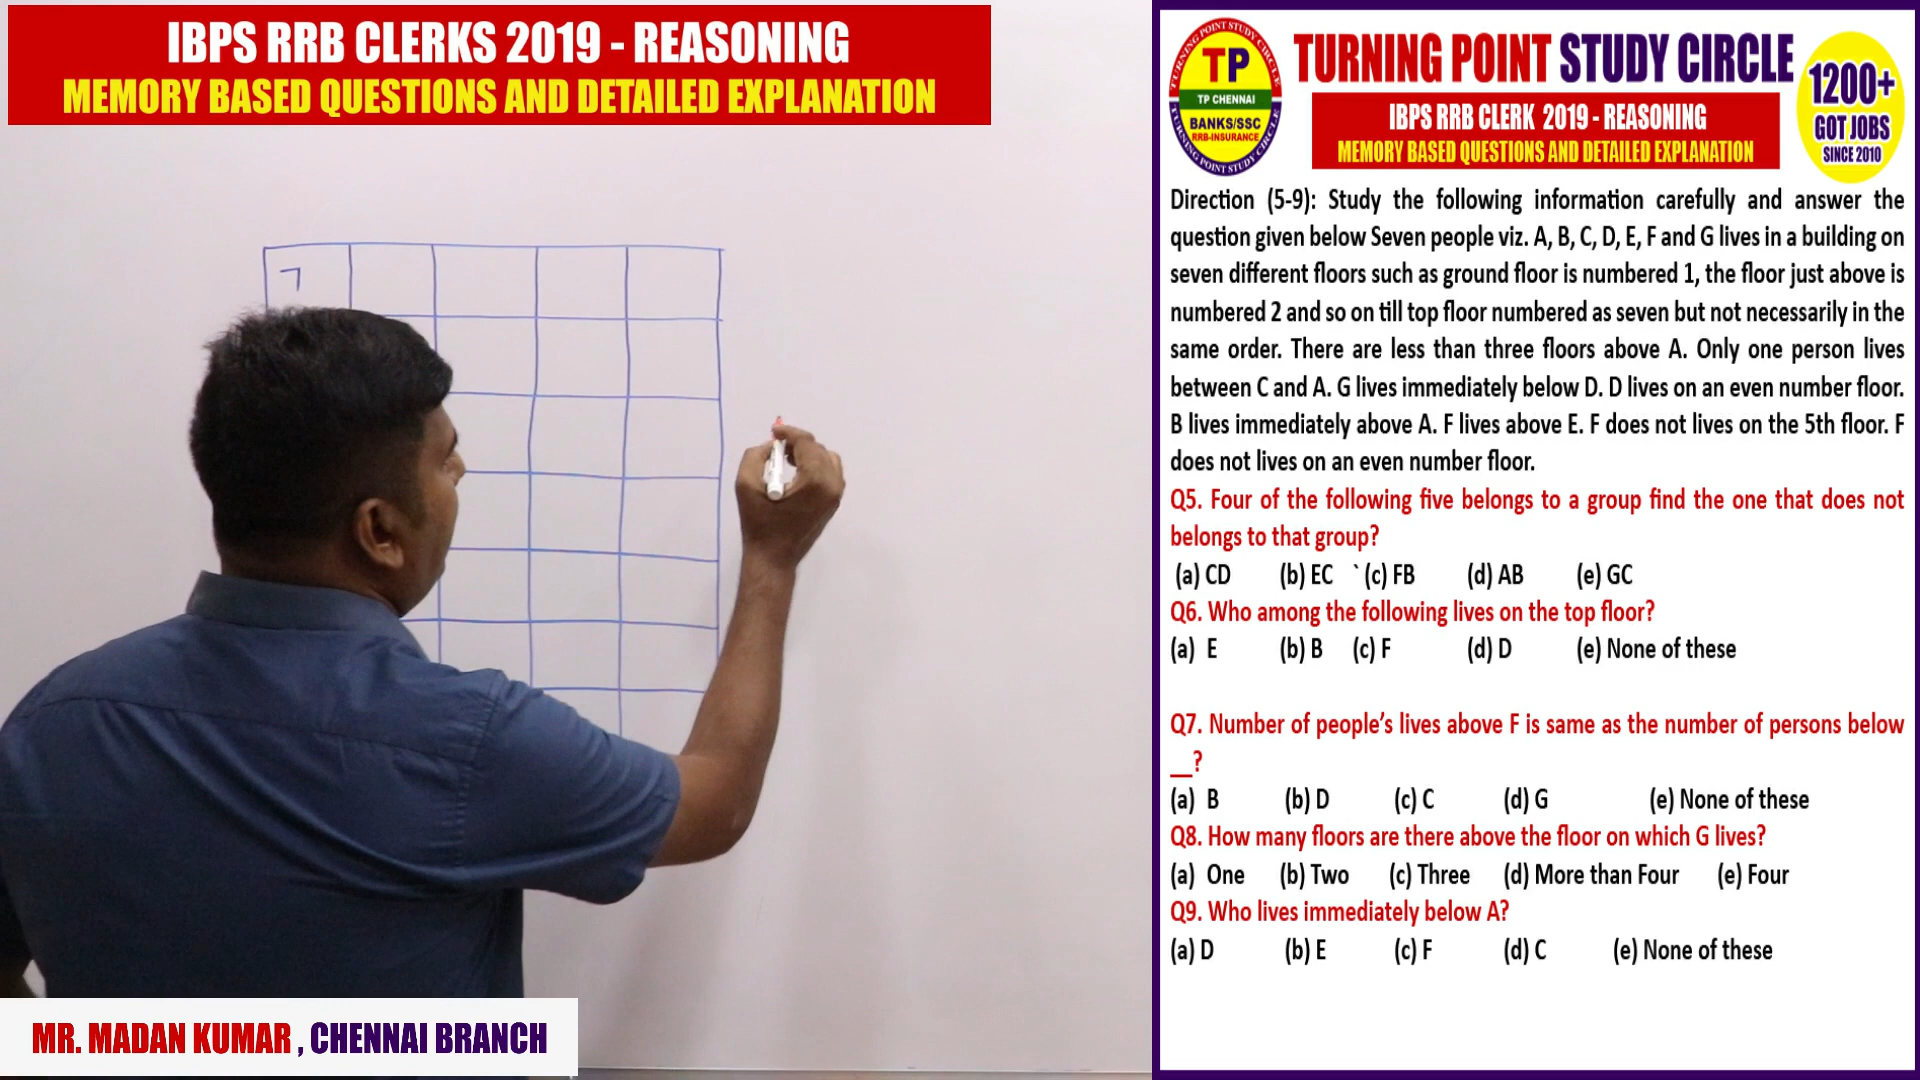 IBPS RRB CLERKS 2019 - REASONING
MEMORY BASED QUESTIONS AND DETAILED EXPLANATION
7
MR. MADAN KUMAR , CHENNAI BRANCH
TURNING POINT STUDY CIRCLE
TP
TP CHENNAI
BANKS/SSC
RRB-INSURANCE
TURNING POINT STUDY CIRCLE
TURNING POINT STUDY CIRCLE
IBPS RRB CLERK 2019 - REASONING
MEMORY BASED QUESTIONS AND DETAILED EXPLANATION
1200+
GOT JOBS
SINCE 2010
Direction (5-9): Study the following information carefully and answer the
question given below Seven people viz. A, B, C, D, E, F and G lives in a building on
seven different floors such as ground floor is numbered 1, the floor just above is
numbered 2 and so on till top floor numbered as seven but not necessarily in the
same order. There are less than three floors above A. Only one person lives
between C and A. G lives immediately below D. D lives on an even number floor.
B lives immediately above A. F lives above E. F does not lives on the 5th floor. F
does not lives on an even number floor.
Q5. Four of the following five belongs to a group find the one that does not
belongs to that group?
(a) CD (b) EC ` (c) FB (d) AB (e) GC
Q6. Who among the following lives on the top floor?
(a) E (b) B (c) F (d) D (e) None of these
Q7. Number of people’s lives above F is same as the number of persons below
__?
(a) B (b) D (c) C (d) G (e) None of these
Q8. How many floors are there above the floor on which G lives?
(a) One (b) Two (c) Three (d) More than Four (e) Four
Q9. Who lives immediately below A?
(a) D (b) E (c) F (d) C (e) None of these